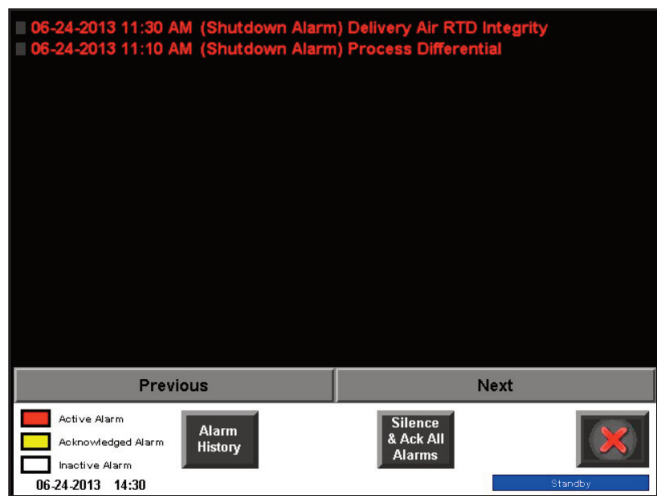 06-24-2013 11:30 AM (Shutdown Alarm) Delivery Air RTD Integrity
06-24-2013 11:10 AM (Shutdown Alarm) Process Differential
Previous
Next
Active Alarm
Acknowledged Alarm
Inactive Alarm
06-24-2013 14:30
Alarm
History
Silence
& Ack All
Alarms
Standby